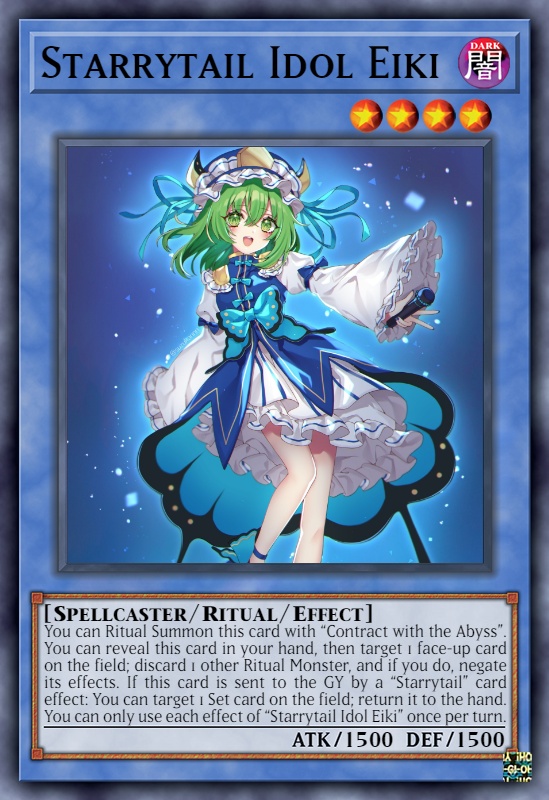 Starrytail Idol Eiki
DARK
闇
[Spellcaster/Ritual/Effect]
You can Ritual Summon this card with “Contract with the Abyss”.
You can reveal this card in your hand, then target 1 face-up card
on the field; discard 1 other Ritual Monster, and if you do, negate
its effects. If this card is sent to the GY by a “Starrytail” card
effect: You can target 1 Set card on the field; return it to the hand.
You can only use each effect of “Starrytail Idol Eiki” once per turn.
ATK/1500 DEF/1500